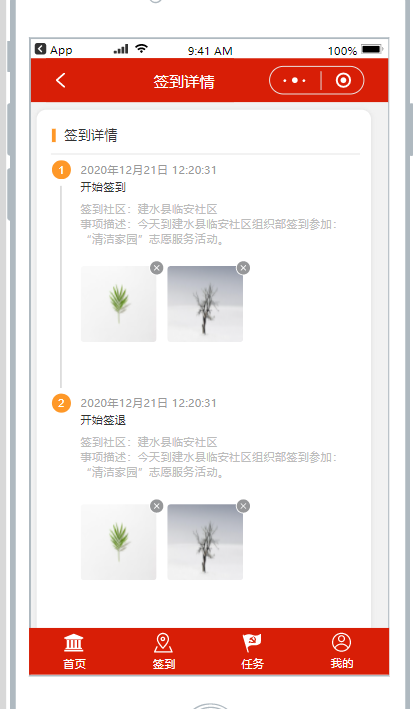 App
9:41 AM
100%
签到详情
签到详情
1
2020年12月21日 12:20:31
开始签到
签到社区：建水县临安社区
事项描述：今天到建水县临安社区组织部签到参加：
“清洁家园”志愿服务活动。
2
2020年12月21日 12:20:31
开始签退
签到社区：建水县临安社区
事项描述：今天到建水县临安社区组织部签到参加：
“清洁家园”志愿服务活动。
首页
签到
任务
我的